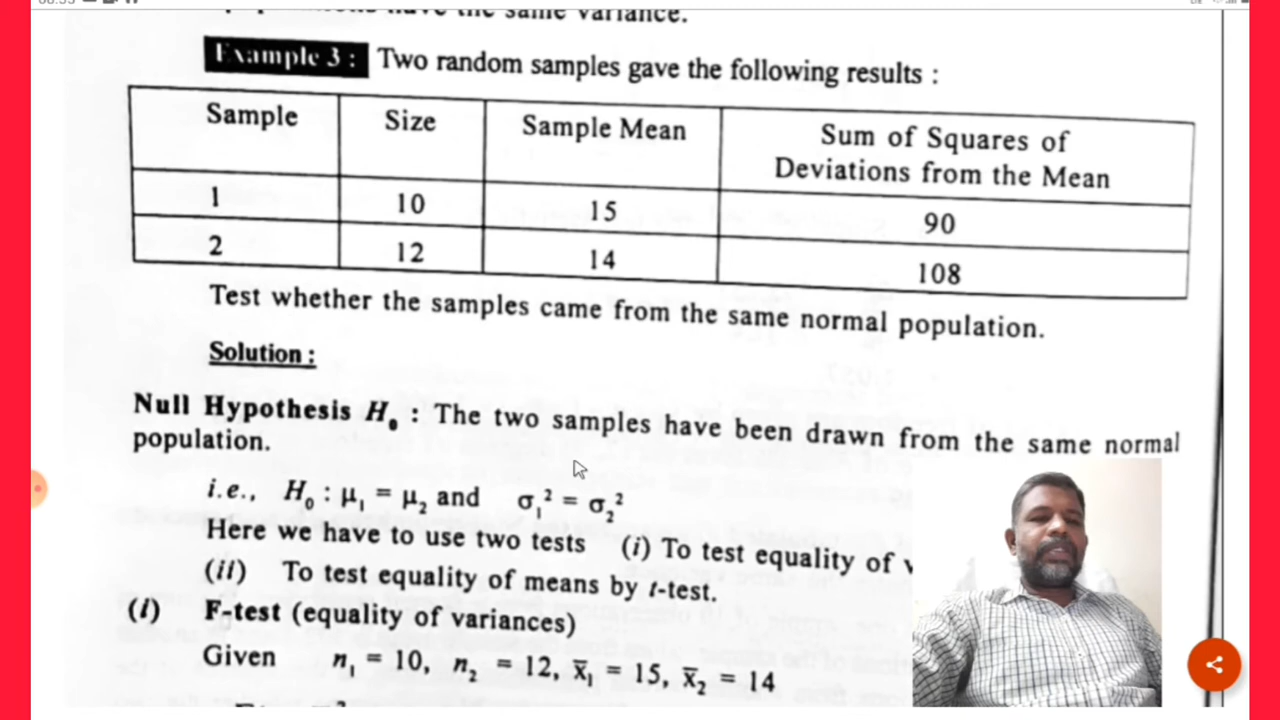 have the same variance.
Example 3 : Two random samples gave the following results :
Sample Size Sample Mean Sum of Squares of Deviations from the Mean
1 10 15 90
2 12 14 108
Test whether the samples came from the same normal population.
Solution :
Null Hypothesis H₀ : The two samples have been drawn from the same normal
population.
i.e., H₀ : μ₁ = μ₂ and σ₁² = σ₂²
Here we have to use two tests (i) To test equality of
(ii) To test equality of means by t-test.
(i) F-test (equality of variances)
Given n₁ = 10, n₂ = 12, x̄₁ = 15, x̄₂ = 14